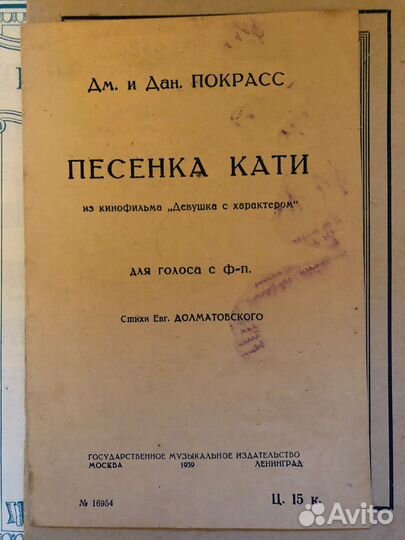 Дм. и Дан. ПОКРАСС
ПЕСЕНКА КАТИ
из кинофильма „Девушка с характером“
для голоса с ф-п.
Стихи Евг. ДОЛМАТОВСКОГО
ГОСУДАРСТВЕННОЕ МУЗЫКАЛЬНОЕ ИЗДАТЕЛЬСТВО
МОСКВА 1939 ЛЕНИНГРАД
№ 16954 Ц. 15 к.
Avito